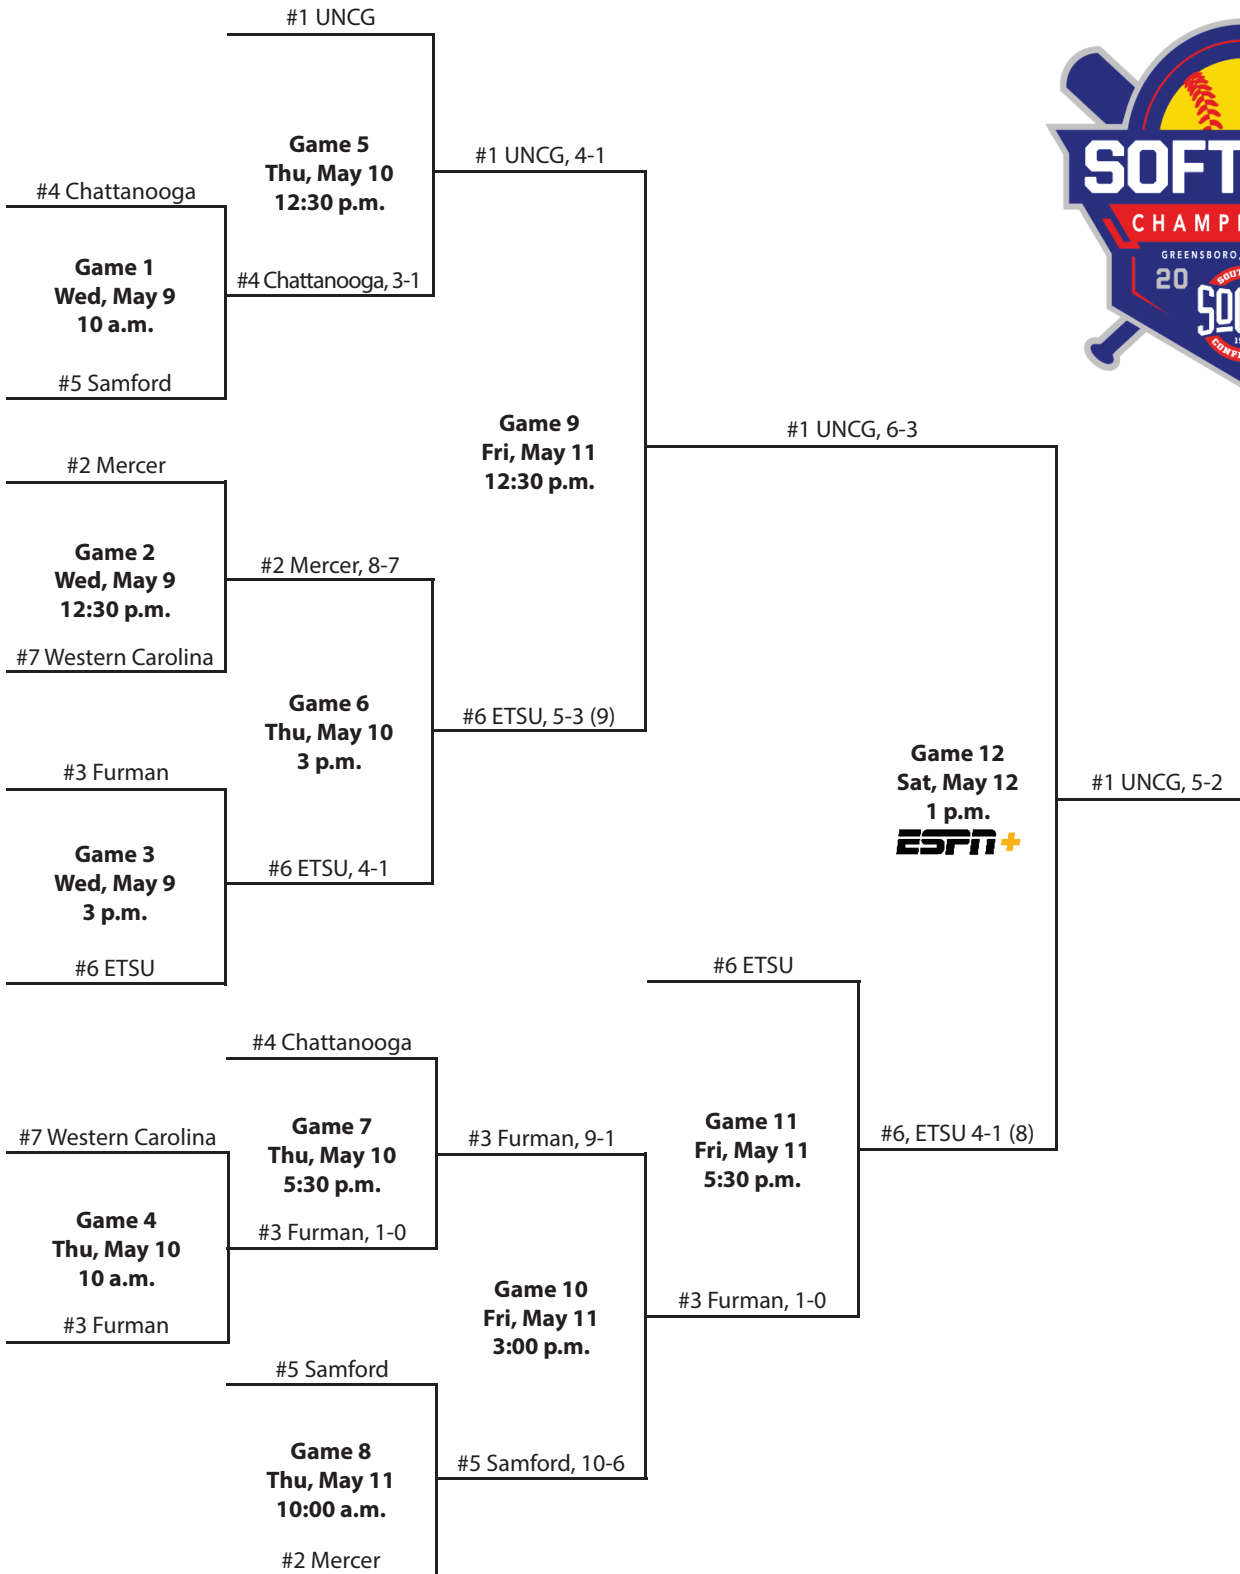 #1 UNCG
Game 5
Thu, May 10
12:30 p.m.
#1 UNCG, 4-1
#4 Chattanooga
Game 1
Wed, May 9
10 a.m.
#4 Chattanooga, 3-1
#5 Samford
Game 9
Fri, May 11
12:30 p.m.
#1 UNCG, 6-3
#2 Mercer
Game 2
Wed, May 9
12:30 p.m.
#2 Mercer, 8-7
#7 Western Carolina
Game 6
Thu, May 10
3 p.m.
#6 ETSU, 5-3 (9)
#3 Furman
Game 3
Wed, May 9
3 p.m.
#6 ETSU, 4-1
#6 ETSU
Game 12
Sat, May 12
1 p.m.
ESPN+
#1 UNCG, 5-2
#6 ETSU
#4 Chattanooga
#7 Western Carolina
Game 7
Thu, May 10
5:30 p.m.
#3 Furman, 9-1
Game 11
Fri, May 11
5:30 p.m.
#6, ETSU 4-1 (8)
Game 4
Thu, May 10
10 a.m.
#3 Furman, 1-0
#3 Furman
Game 10
Fri, May 11
3:00 p.m.
#3 Furman, 1-0
#5 Samford
Game 8
Thu, May 11
10:00 a.m.
#5 Samford, 10-6
#2 Mercer
SOFT
CHAMP
GREENSBORO,
20